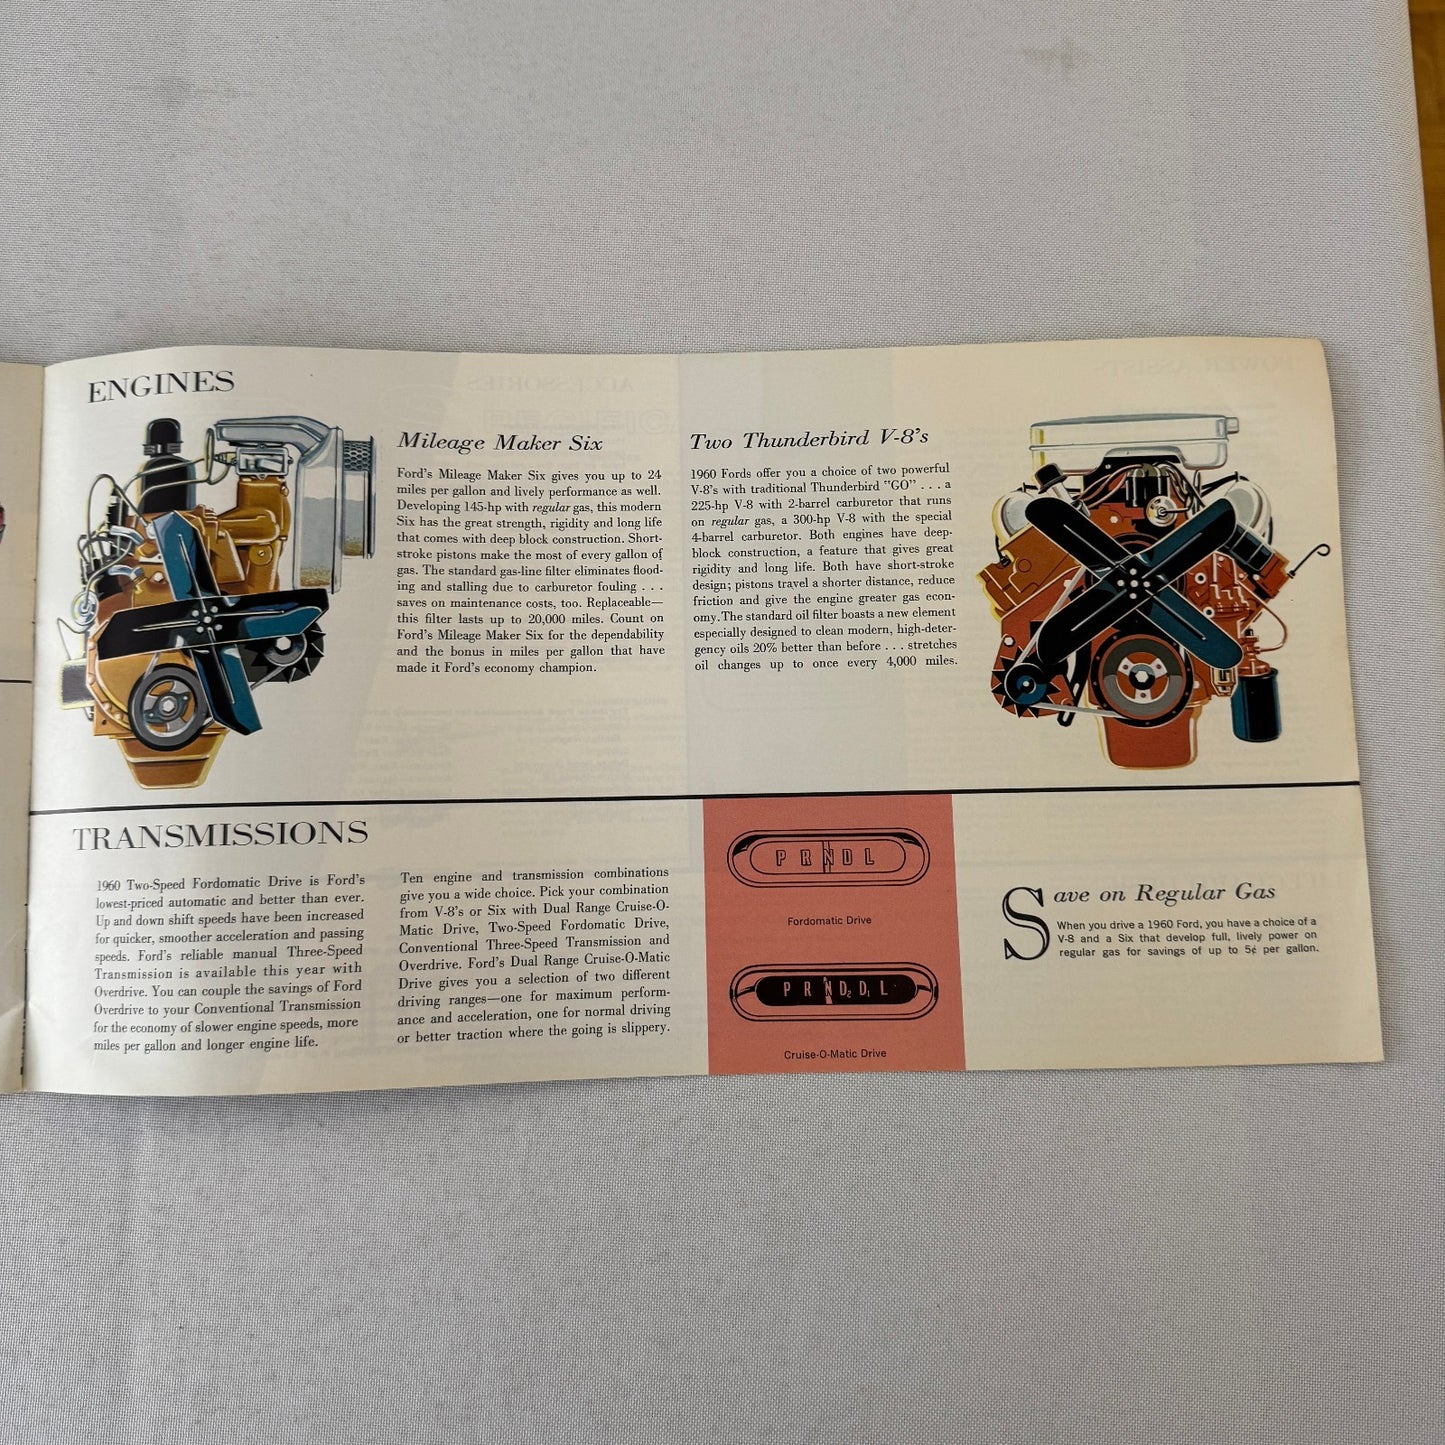 ENGINES
Mileage Maker Six
Ford's Mileage Maker Six gives you up to 24
miles per gallon and lively performance as well.
Developing 145-hp with regular gas, this modern
Six has the great strength, rigidity and long life
that comes with deep block construction. Short-
stroke pistons make the most of every gallon of
gas. The standard gas-line filter eliminates flood-
ing and stalling due to carburetor fouling . . .
saves on maintenance costs, too. Replaceable—
this filter lasts up to 20,000 miles. Count on
Ford's Mileage Maker Six for the dependability
and the bonus in miles per gallon that have
made it Ford's economy champion.
Two Thunderbird V-8's
1960 Fords offer you a choice of two powerful
V-8's with traditional Thunderbird "GO" . . . a
225-hp V-8 with 2-barrel carburetor that runs
on regular gas, a 300-hp V-8 with the special
4-barrel carburetor. Both engines have deep-
block construction, a feature that gives great
rigidity and long life. Both have short-stroke
design; pistons travel a shorter distance, reduce
friction and give the engine greater gas econ-
omy. The standard oil filter boasts a new element
especially designed to clean modern, high-deter-
gency oils 20% better than before . . . stretches
oil changes up to once every 4,000 miles.
TRANSMISSIONS
1960 Two-Speed Fordomatic Drive is Ford's
lowest-priced automatic and better than ever.
Up and down shift speeds have been increased
for quicker, smoother acceleration and passing
speeds. Ford's reliable manual Three-Speed
Transmission is available this year with
Overdrive. You can couple the savings of Ford
Overdrive to your Conventional Transmission
for the economy of slower engine speeds, more
miles per gallon and longer engine life.
Ten engine and transmission combinations
give you a wide choice. Pick your combination
from V-8's or Six with Dual Range Cruise-O-
Matic Drive, Two-Speed Fordomatic Drive,
Conventional Three-Speed Transmission and
Overdrive. Ford's Dual Range Cruise-O-Matic
Drive gives you a selection of two different
driving ranges—one for maximum perform-
ance and acceleration, one for normal driving
or better traction where the going is slippery.
P R N D L
Fordomatic Drive
P R N D2 D1 L
Cruise-O-Matic Drive
Save on Regular Gas
When you drive a 1960 Ford, you have a choice of a
V-8 and a Six that develop full, lively power on
regular gas for savings of up to 5¢ per gallon.